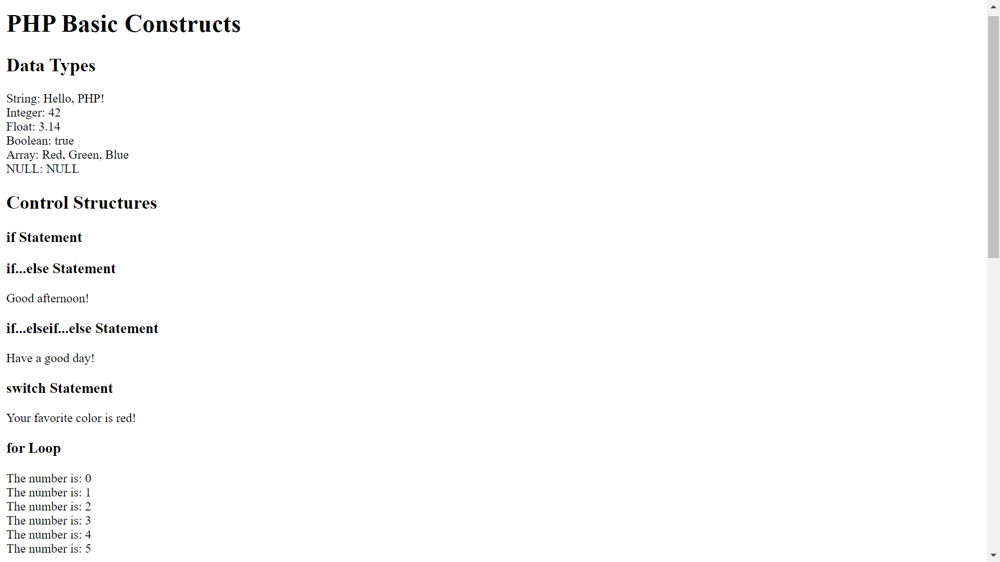 PHP Basic Constructs
Data Types
String: Hello, PHP!
Integer: 42
Float: 3.14
Boolean: true
Array: Red, Green, Blue
NULL: NULL
Control Structures
if Statement
if...else Statement
Good afternoon!
if...elseif...else Statement
Have a good day!
switch Statement
Your favorite color is red!
for Loop
The number is: 0
The number is: 1
The number is: 2
The number is: 3
The number is: 4
The number is: 5